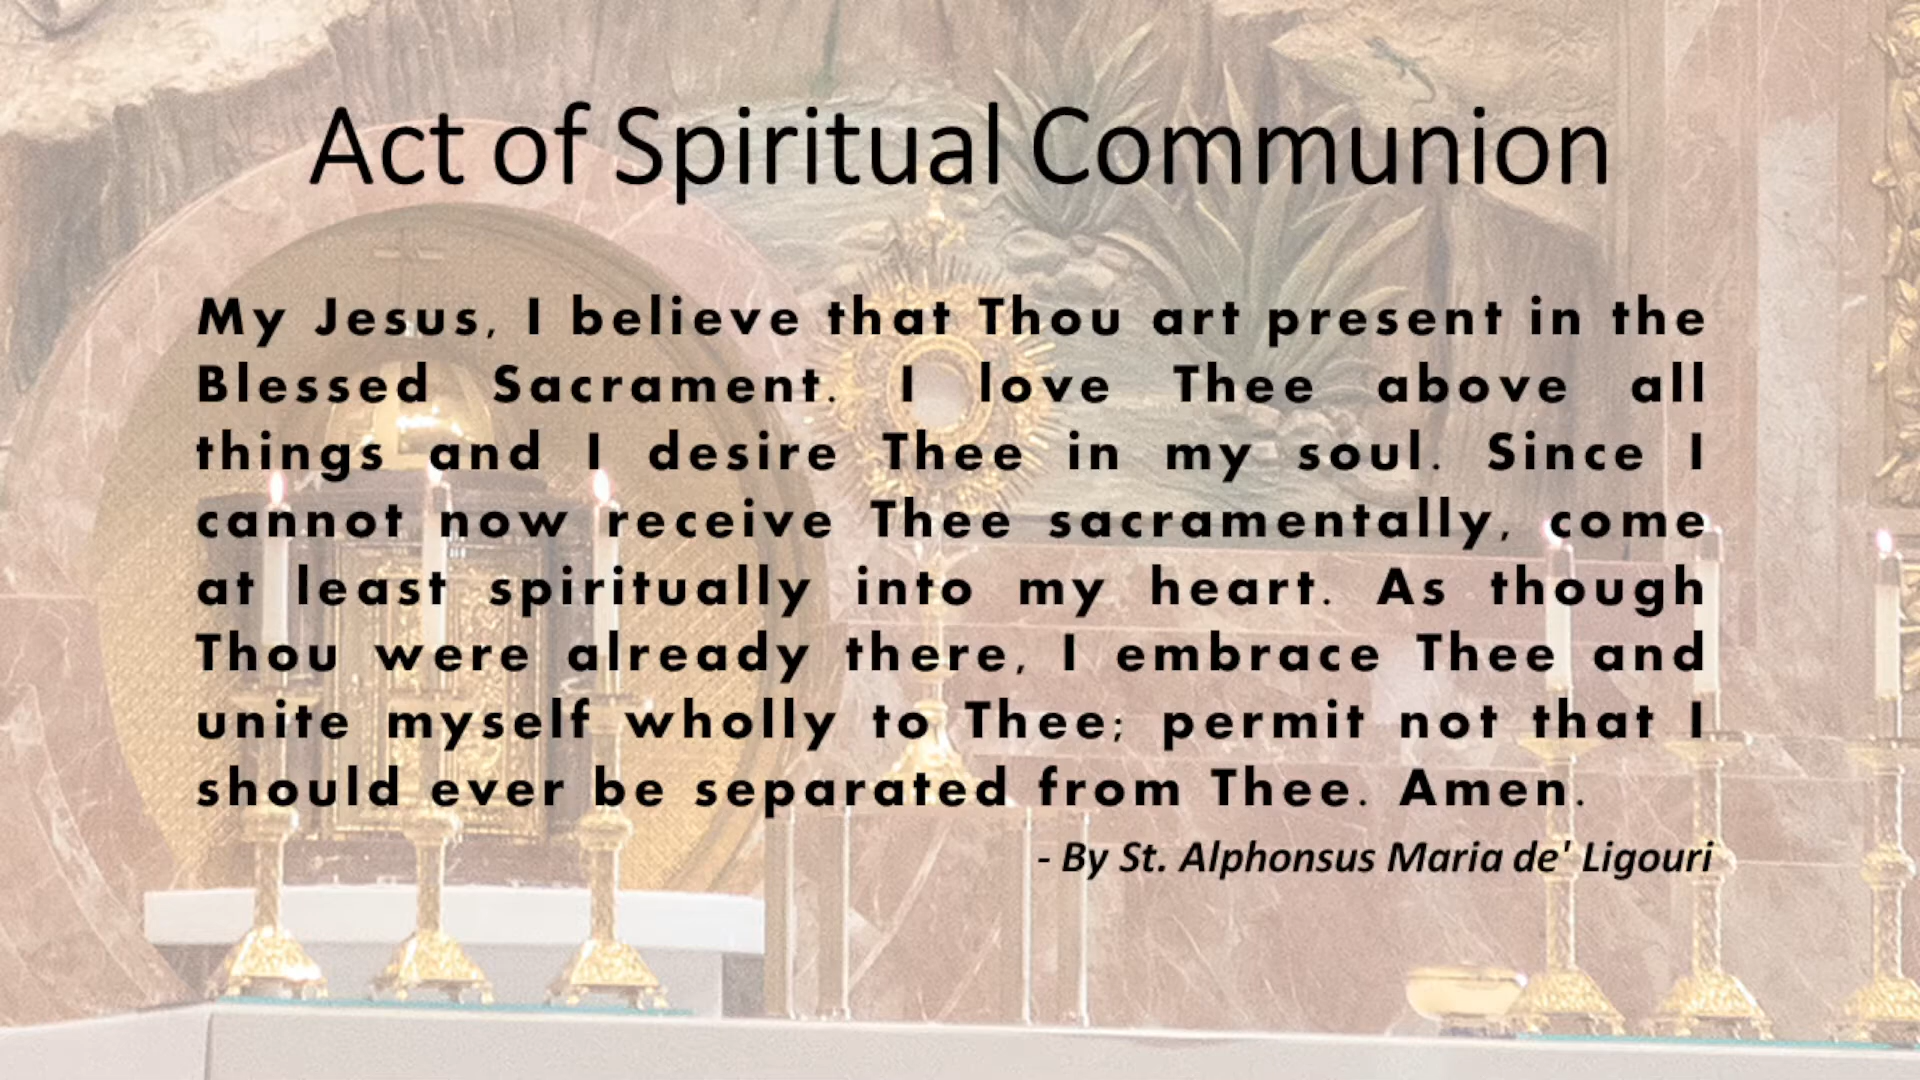 Act of Spiritual Communion
My Jesus, I believe that Thou art present in the
Blessed Sacrament. I love Thee above all
things and I desire Thee in my soul. Since I
cannot now receive Thee sacramentally, come
at least spiritually into my heart. As though
Thou were already there, I embrace Thee and
unite myself wholly to Thee; permit not that I
should ever be separated from Thee. Amen.
- By St. Alphonsus Maria de' Ligouri